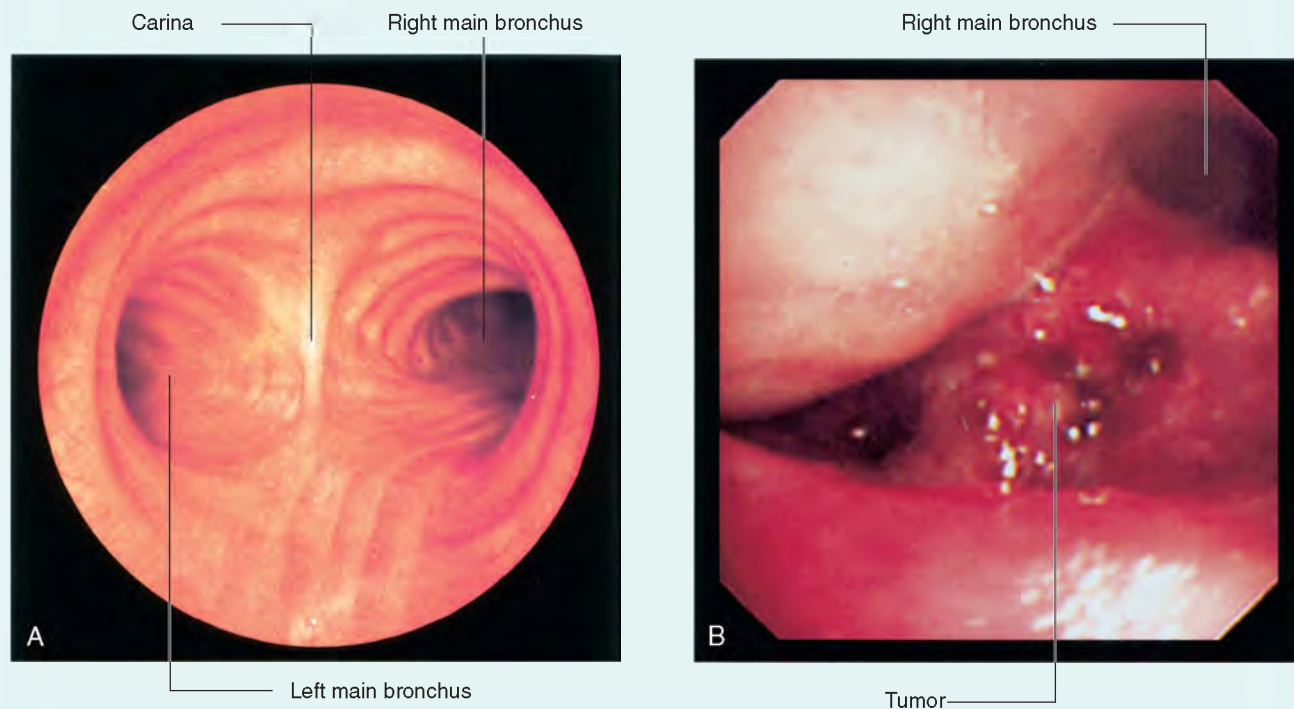 Carina
Right main bronchus
Right main bronchus
A
B
Left main bronchus
Tumor